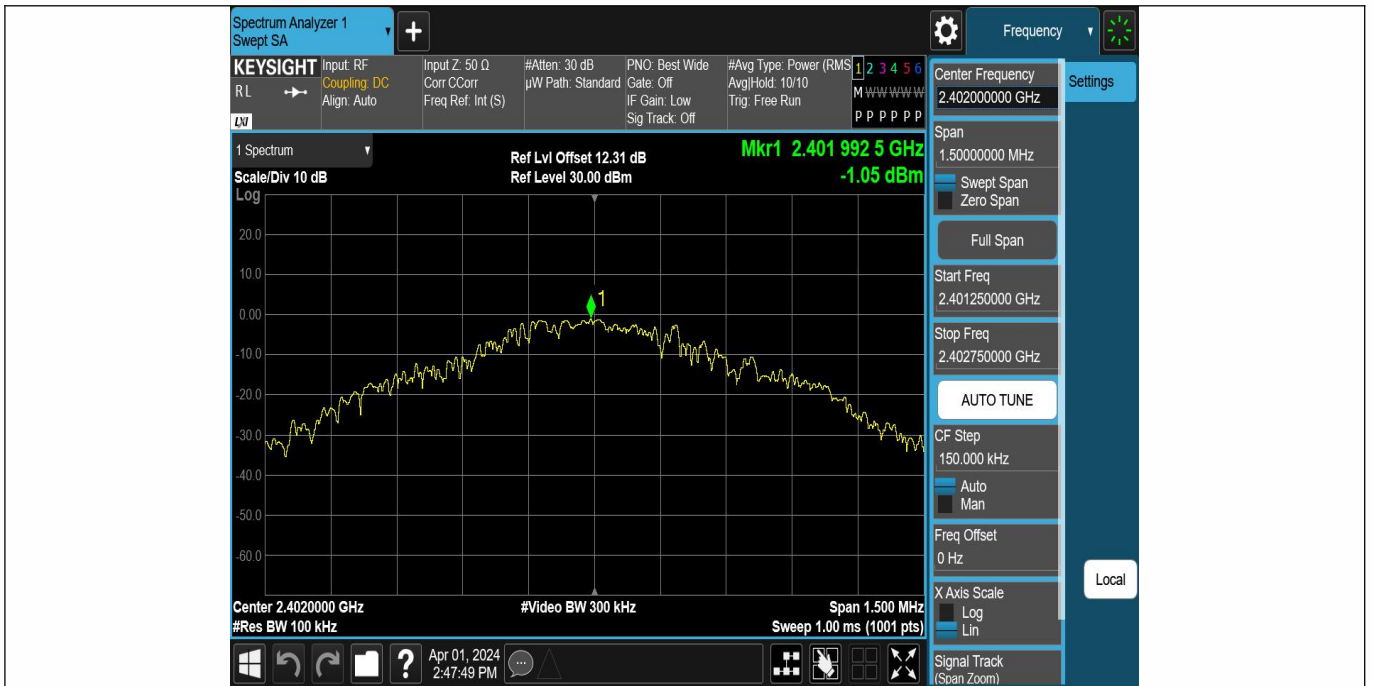 Spectrum Analyzer 1
Swept SA
+
Frequency
KEYSIGHT
RL
LXI
Input: RF
Coupling: DC
Align: Auto
Input Z: 50 Ω
Corr CCorr
Freq Ref: Int (S)
#Atten: 30 dB
µW Path: Standard
PNO: Best Wide
Gate: Off
IF Gain: Low
Sig Track: Off
#Avg Type: Power (RMS
Avg|Hold: 10/10
Trig: Free Run
1 2 3 4 5 6
M W W W W W
P P P P P P
Center Frequency
2.402000000 GHz
Settings
1 Spectrum
Scale/Div 10 dB
Ref Lvl Offset 12.31 dB
Ref Level 30.00 dBm
Mkr1 2.401 992 5 GHz
-1.05 dBm
Span
1.50000000 MHz
Swept Span
Zero Span
Full Span
Log
20.0
10.0
0.00
-10.0
-20.0
-30.0
-40.0
-50.0
-60.0
1
Start Freq
2.401250000 GHz
Stop Freq
2.402750000 GHz
AUTO TUNE
CF Step
150.000 kHz
Auto
Man
Freq Offset
0 Hz
Local
X Axis Scale
Log
Lin
Signal Track
(Span Zoom)
Center 2.4020000 GHz
#Video BW 300 kHz
Span 1.500 MHz
#Res BW 100 kHz
Sweep 1.00 ms (1001 pts)
?
Apr 01, 2024
2:47:49 PM